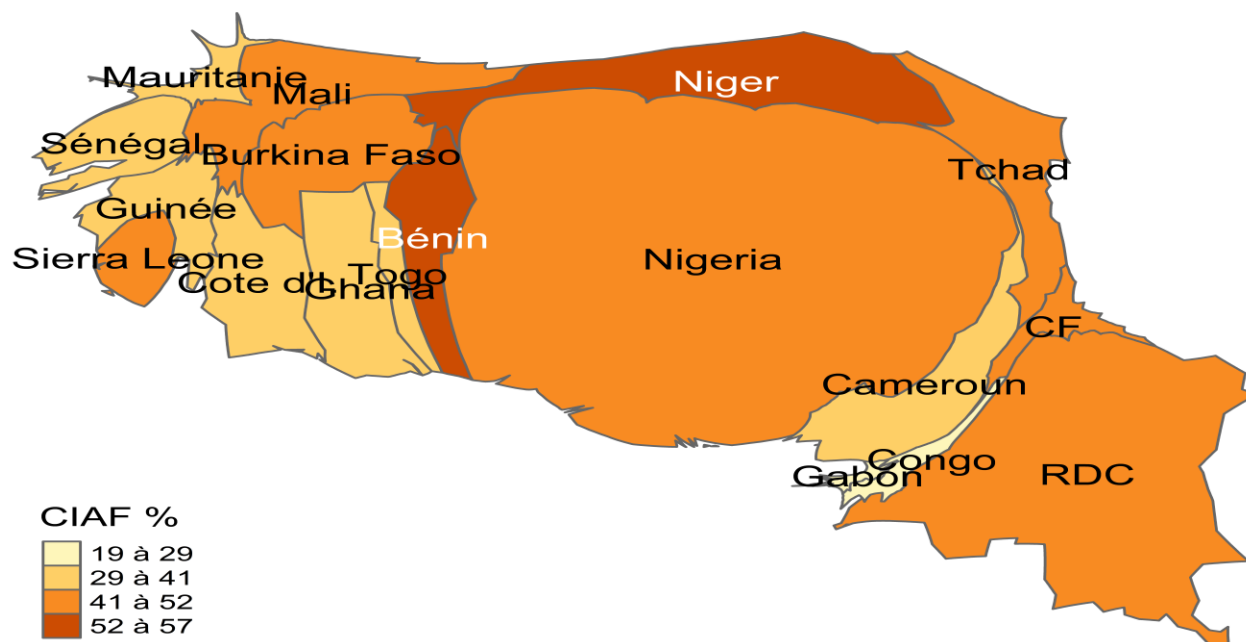 Mauritanie
Niger
Mali
Sénégal
Burkina Faso
Tchad
Guinée
Bénin
Sierra Leone
Nigeria
Togo
Cote d'I.
Ghana
CF
Cameroun
Congo
Gabon
RDC
CIAF %
19 à 29
29 à 41
41 à 52
52 à 57